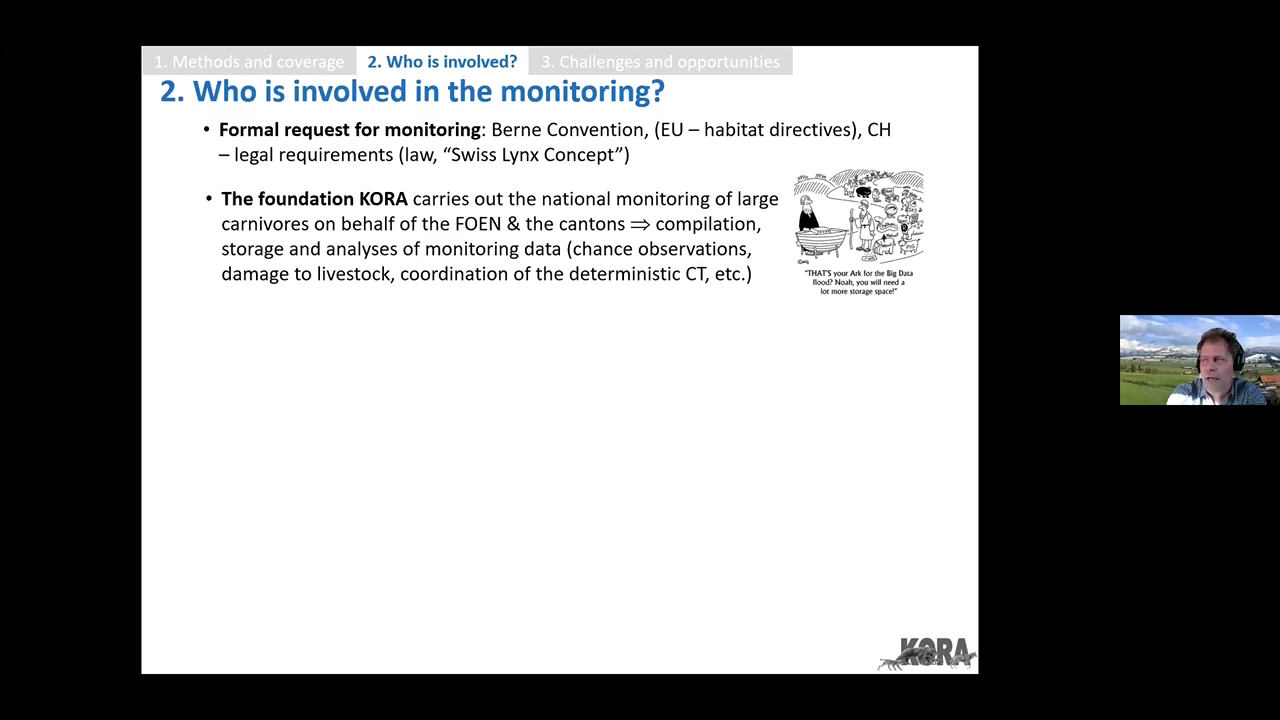 1. Methods and coverage 2. Who is involved? 3. Challenges and opportunities
2. Who is involved in the monitoring?
• Formal request for monitoring: Berne Convention, (EU – habitat directives), CH
– legal requirements (law, “Swiss Lynx Concept”)
• The foundation KORA carries out the national monitoring of large
carnivores on behalf of the FOEN & the cantons ⇒ compilation,
storage and analyses of monitoring data (chance observations,
damage to livestock, coordination of the deterministic CT, etc.)
“THAT'S your Ark for the Big Data
flood? Noah, you will need a
lot more storage space!”
KORA